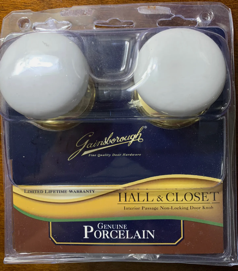 Gainsborough
Fine Quality Door Hardware
LIMITED LIFETIME WARRANTY
HALL & CLOSET
Interior Passage Non-Locking Door Knob
GENUINE
PORCELAIN